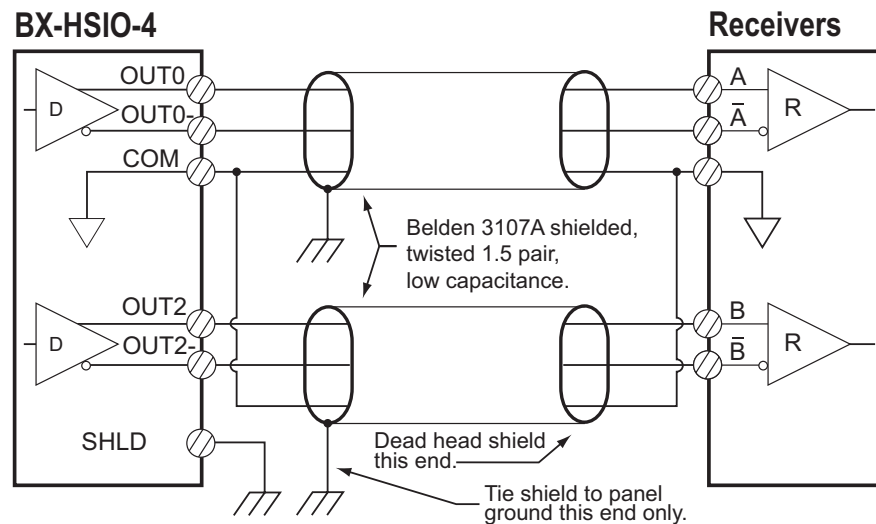 BX-HSIO-4
Receivers
OUT0
D
OUT0-
COM
A
A̅
R
Belden 3107A shielded,
twisted 1.5 pair,
low capacitance.
OUT2
D
OUT2-
B
B̅
R
SHLD
Dead head shield
this end.
Tie shield to panel
ground this end only.